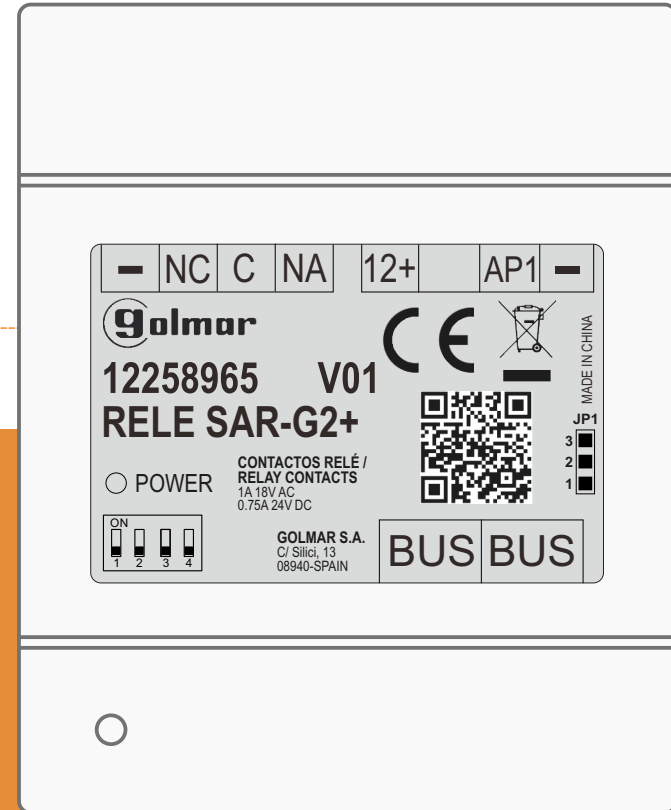 – NC C NA 12+ AP1 –
golmar
CE
MADE IN CHINA
12258965 V01
RELE SAR-G2+
JP1
3
2
1
POWER
CONTACTOS RELÉ /
RELAY CONTACTS
1A 18V AC
0.75A 24V DC
ON
1 2 3 4
GOLMAR S.A.
C/ Silici, 13
08940-SPAIN
BUS BUS